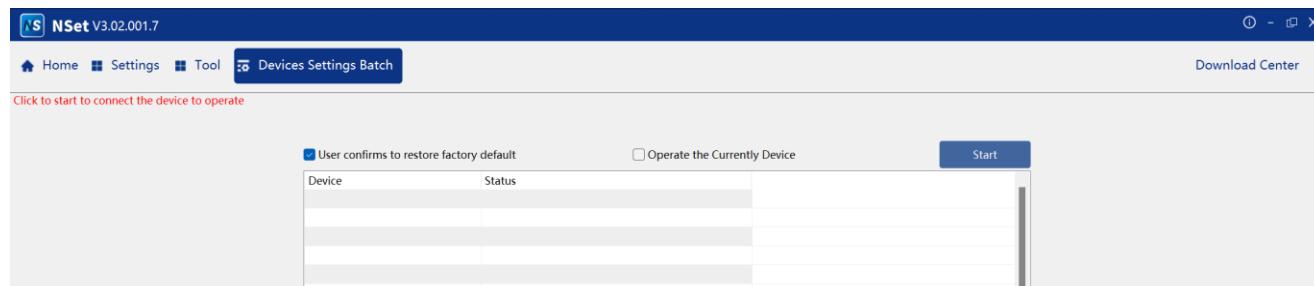 NS NSet V3.02.001.7
Home Settings Tool Devices Settings Batch Download Center
Click to start to connect the device to operate
User confirms to restore factory default Operate the Currently Device Start
Device Status